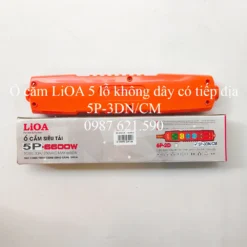 Ổ cắm LiOA 5 lỗ không dây có tiếp địa
5P-3DN/CM
0987 621 590
LiOA
Ổ CẮM SIÊU TẢI
5P-6600W